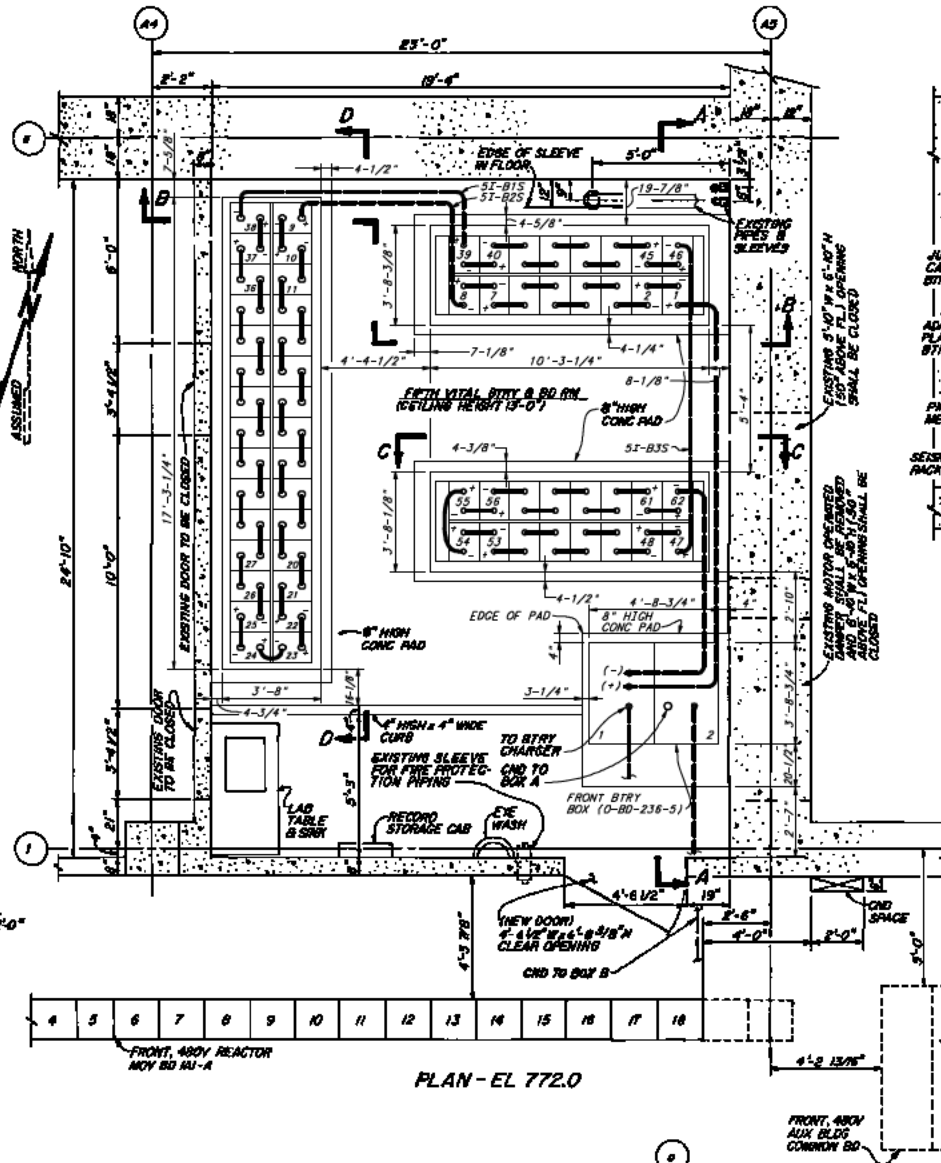 A4
A5
23'-0"
2'-2"
19'-4"
18"
18"
18"
18"
D
A
7-5/8"
4-1/2"
EDGE OF SLEEVE
IN FLOOR
5'-0"
3 1/8"
5I-B1S
5I-B2S
12"
9"
19-7/8"
B
4-5/8"
EXISTING
PIPES &
SLEEVES
NORTH
ASSUMED
38
9
37
10
36
11
39
40
45
46
8
7
2
1
6'-0"
3'-8-3/8"
B
EXISTING 5'-10" W x 6'-10" H
(50" ABOVE FL.) OPENING
SHALL BE CLOSED
7-1/8"
4-1/4"
4'-4-1/2"
10'-3-1/4"
8-1/8"
3'-4 1/2"
FIFTH VITAL BTRY & BD RM
(CEILING HEIGHT 13'-0")
8" HIGH
CONC PAD
5'-4"
C
4-3/8"
5I-B3S
C
EXISTING DOOR TO BE CLOSED
17'-3-1/4"
24'-10"
10'-0"
55
56
61
62
54
53
48
47
3'-8-1/8"
27
20
26
21
25
22
24
23
4-1/2"
4'-8-3/4"
4"
2'-10"
EXISTING MOTOR OPERATED
DAMPER SHALL BE REMOVED
ABOVE FL.) OPENING SHALL BE
CLOSED
EDGE OF PAD
8" HIGH
CONC PAD
8" HIGH
CONC PAD
4"
(-)
(+)
3'-8"
16-1/8"
3-1/4"
3'-8-3/4"
4-3/4"
4"
D
4" HIGH x 4" WIDE
CURB
TO BTRY
CHARGER
1
2
EXISTING DOOR
TO BE CLOSED
3'-4 1/2"
EXISTING SLEEVE
FOR FIRE PROTEC-
TION PIPING
GND TO
BOX A
20-1/2"
5'-3"
FRONT BTRY
BOX (0-BD-236-5)
LAB
TABLE
& SINK
RECORD
STORAGE CAB
EYE
WASH
2'-7"
21"
8"
A
4'-6 1/2"
19"
(NEW DOOR)
CLEAR OPENING
2'-6"
4'-0"
2'-0"
GND
SPACE
4'-3 7/8"
GND TO BOX B
5'-0"
4
5
6
7
8
9
10
11
12
13
14
15
16
17
18
FRONT, 480V REACTOR
MOV BD 1A1-A
PLAN - EL 772.0
4'-2 13/16"
FRONT, 480V
AUX BLDG
COMMON BD